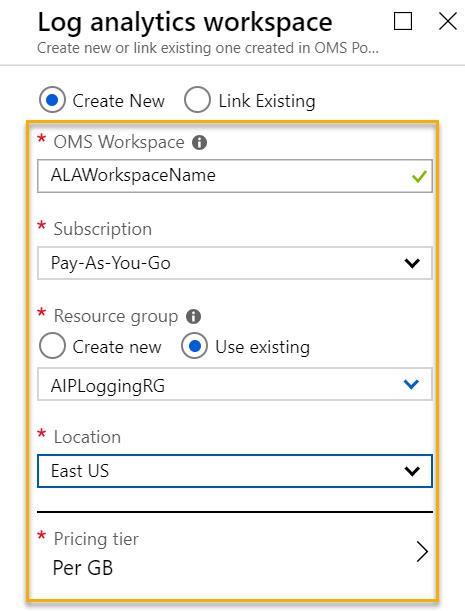 Log analytics workspace
Create new or link existing one created in OMS Po...
Create New Link Existing
* OMS Workspace
ALAWorkspaceName
* Subscription
Pay-As-You-Go
* Resource group
Create new Use existing
AIPLoggingRG
* Location
East US
* Pricing tier
Per GB